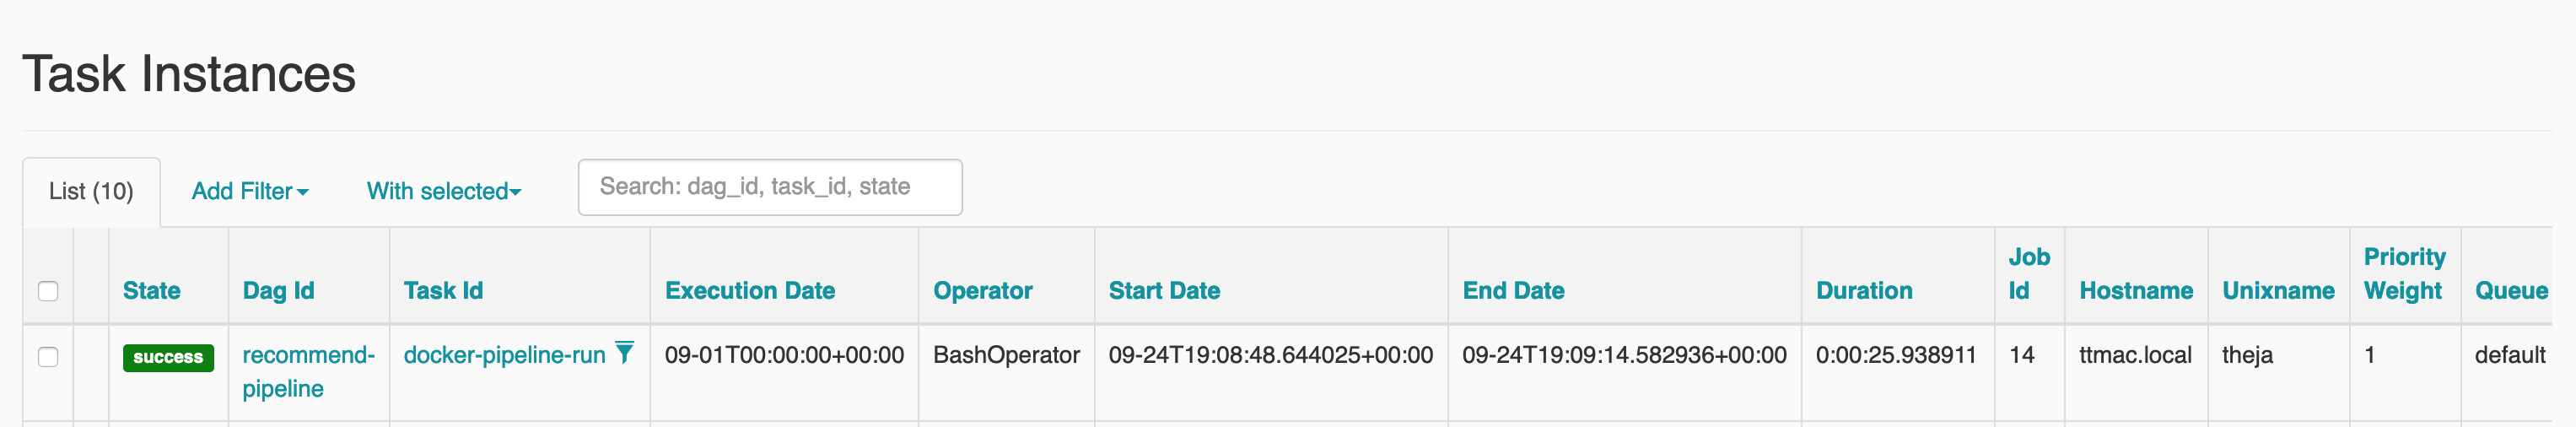 Task Instances
List (10) Add Filter With selected Search: dag_id, task_id, state
State Dag Id Task Id Execution Date Operator Start Date End Date Duration Job Id Hostname Unixname Priority Weight Queue
success recommend-pipeline docker-pipeline-run 09-01T00:00:00+00:00 BashOperator 09-24T19:08:48.644025+00:00 09-24T19:09:14.582936+00:00 0:00:25.938911 14 ttmac.local theja 1 default